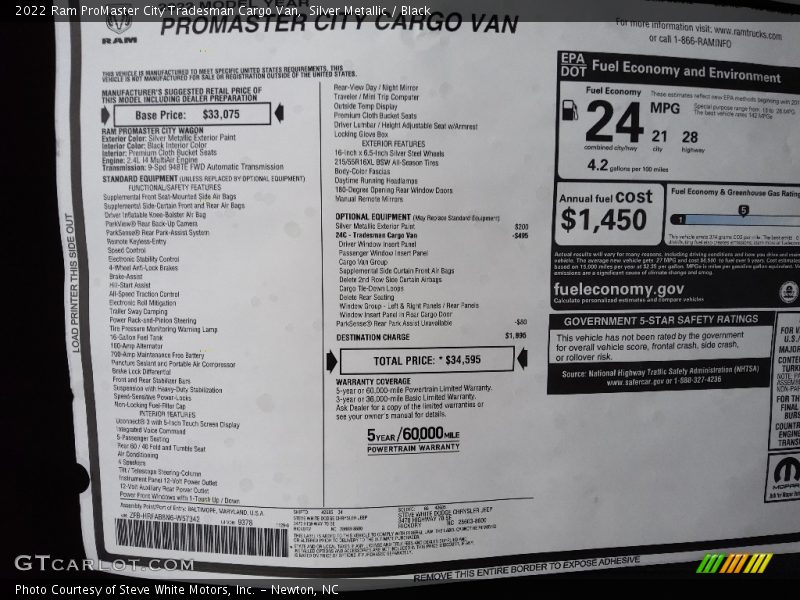 2022 Ram ProMaster City Tradesman Cargo Van, Silver Metallic / Black
2022 MODEL YEAR
PROMASTER CITY CARGO VAN
RAM
For more information visit: www.ramtrucks.com
or call 1-866-RAMINFO
THIS VEHICLE IS MANUFACTURED TO MEET SPECIFIC UNITED STATES REQUIREMENTS. THIS
VEHICLE IS NOT MANUFACTURED FOR SALE OR REGISTRATION OUTSIDE OF THE UNITED STATES.
MANUFACTURER'S SUGGESTED RETAIL PRICE OF
THIS MODEL INCLUDING DEALER PREPARATION
Base Price: $33,075
RAM PROMASTER CITY WAGON
Exterior Color: Silver Metallic Exterior Paint
Interior Color: Black Interior Color
Interior: Premium Cloth Bucket Seats
Engine: 2.4L I4 MultiAir Engine
Transmission: 9-Spd 948TE FWD Automatic Transmission
STANDARD EQUIPMENT (UNLESS REPLACED BY OPTIONAL EQUIPMENT)
FUNCTIONAL/SAFETY FEATURES
Supplemental Front Seat-Mounted Side Air Bags
Supplemental Side-Curtain Front and Rear Air Bags
Driver Inflatable Knee-Bolster Air Bag
ParkView® Rear Back-Up Camera
ParkSense® Rear Park-Assist System
Remote Keyless-Entry
Speed Control
Electronic Stability Control
4-Wheel Anti-Lock Brakes
Brake-Assist
Hill-Start Assist
All-Speed Traction Control
Electronic Roll Mitigation
Trailer Sway Damping
Power Rack-and-Pinion Steering
Tire Pressure Monitoring Warning Lamp
16-Gallon Fuel Tank
180-Amp Alternator
700-Amp Maintenance Free Battery
Puncture Sealant and Portable Air Compressor
Brake Lock Differential
Front and Rear Stabilizer Bars
Suspension with Heavy-Duty Stabilization
Speed-Sensitive Power-Locks
Non-Locking Fuel-Filler Cap
INTERIOR FEATURES
Uconnect® 3 with 5-Inch Touch Screen Display
Integrated Voice Command
5-Passenger Seating
Rear 60 / 40 Fold and Tumble Seat
Air Conditioning
4 Speakers
Tilt / Telescope Steering-Column
Instrument Panel 12-Volt Power Outlet
12-Volt Auxiliary Rear Power Outlet
Power Front Windows with 1-Touch Up / Down
Assembly Point/Port of Entry: BALTIMORE, MARYLAND, U.S.A.
Rear-View Day / Night Mirror
Traveler / Mini Trip Computer
Outside Temp Display
Premium Cloth Bucket Seats
Driver Lumbar / Height Adjustable Seat w/Armrest
Locking Glove Box
EXTERIOR FEATURES
16-Inch x 6.5-Inch Silver Steel Wheels
215/55R16XL BSW All-Season Tires
Body-Color Fascias
Daytime Running Headlamps
180-Degree Opening Rear Window Doors
Manual Remote Mirrors
OPTIONAL EQUIPMENT (May Replace Standard Equipment)
Silver Metallic Exterior Paint $200
24C - Tradesman Cargo Van -$495
Driver Window Insert Panel
Passenger Window Insert Panel
Cargo Van Group
Supplemental Side Curtain Front Air Bags
Delete 2nd Row Side Curtain Airbags
Cargo Tie-Down Loops
Delete Rear Seating
Window Group - Left & Right Panels / Rear Panels
Window Insert Panel in Rear Cargo Door
ParkSense® Rear Park Assist Unavailable -$80
DESTINATION CHARGE $1,895
TOTAL PRICE: * $34,595
WARRANTY COVERAGE
5-year or 60,000-mile Powertrain Limited Warranty.
3-year or 36,000-mile Basic Limited Warranty.
Ask Dealer for a copy of the limited warranties or
see your owner's manual for details.
5 YEAR / 60,000 MILE
POWERTRAIN WARRANTY
EPA
DOT
Fuel Economy and Environment
Fuel Economy
24 MPG
combined city/hwy
21
city
28
highway
4.2 gallons per 100 miles
Annual fuel COST
$1,450
Fuel Economy & Greenhouse Gas Rating
1
5
fueleconomy.gov
Calculate personalized estimates and compare vehicles
GOVERNMENT 5-STAR SAFETY RATINGS
This vehicle has not been rated by the government
for overall vehicle score, frontal crash, side crash,
or rollover risk.
Source: National Highway Traffic Safety Administration (NHTSA)
www.safercar.gov or 1-888-327-4236
MOPAR
LOAD PRINTER THIS SIDE OUT
REMOVE THIS ENTIRE BORDER TO EXPOSE ADHESIVE
GTCarLot.com
Photo Courtesy of Steve White Motors, Inc. – Newton, NC